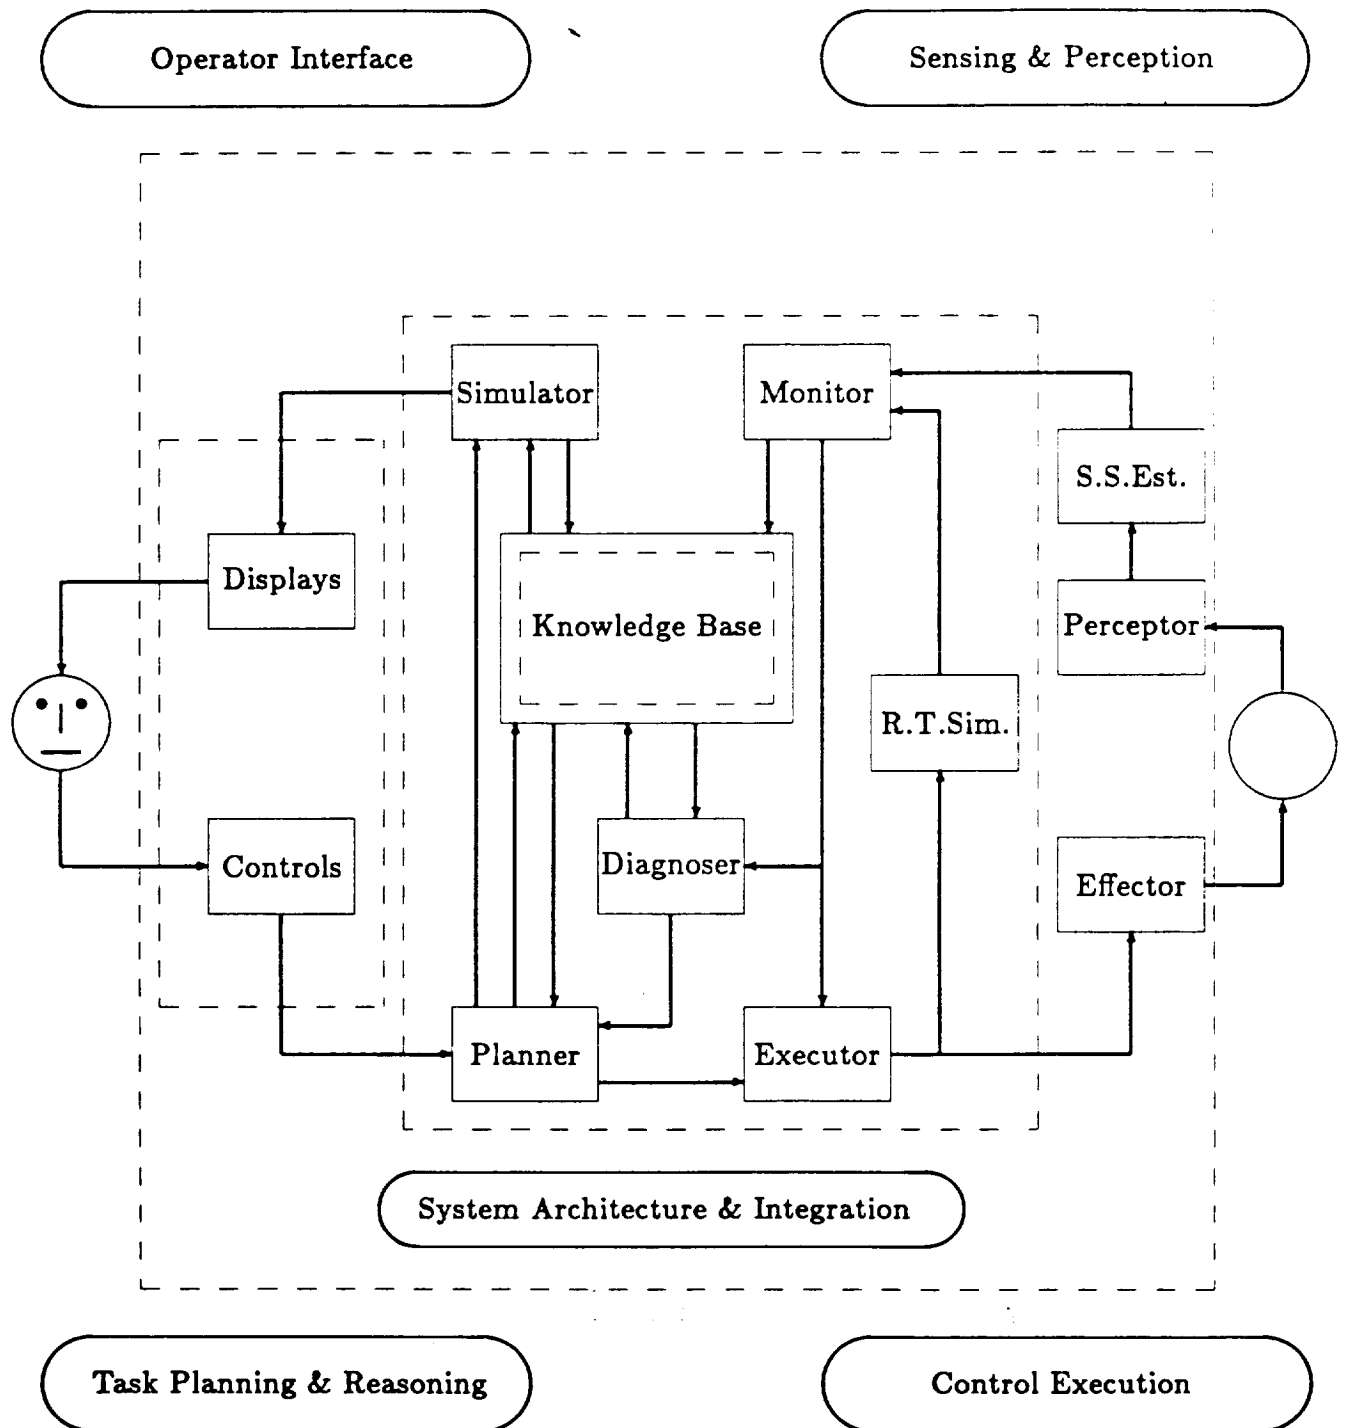 Operator Interface
Sensing & Perception
Simulator
Monitor
S.S.Est.
Displays
Knowledge Base
Perceptor
R.T.Sim.
Controls
Diagnoser
Effector
Planner
Executor
System Architecture & Integration
Task Planning & Reasoning
Control Execution